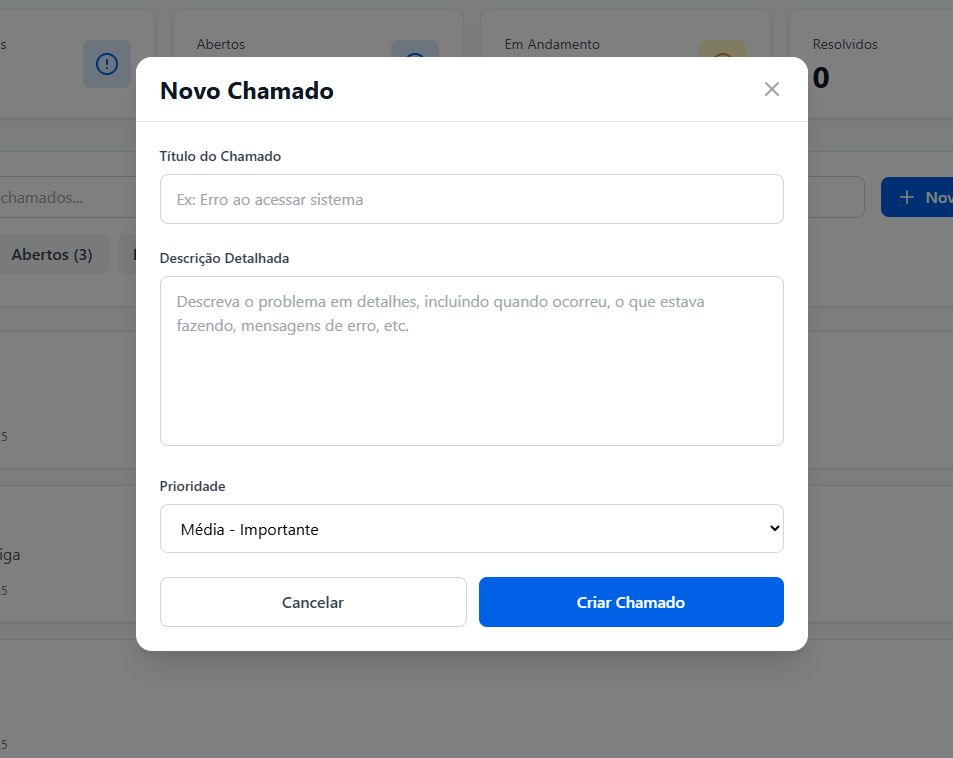 s
Abertos
Em Andamento
Resolvidos
0
Novo Chamado
Título do Chamado
Ex: Erro ao acessar sistema
chamados...
Nov
Abertos (3)
Descrição Detalhada
Descreva o problema em detalhes, incluindo quando ocorreu, o que estava
fazendo, mensagens de erro, etc.
5
Prioridade
Média - Importante
iga
5
Cancelar
Criar Chamado
5